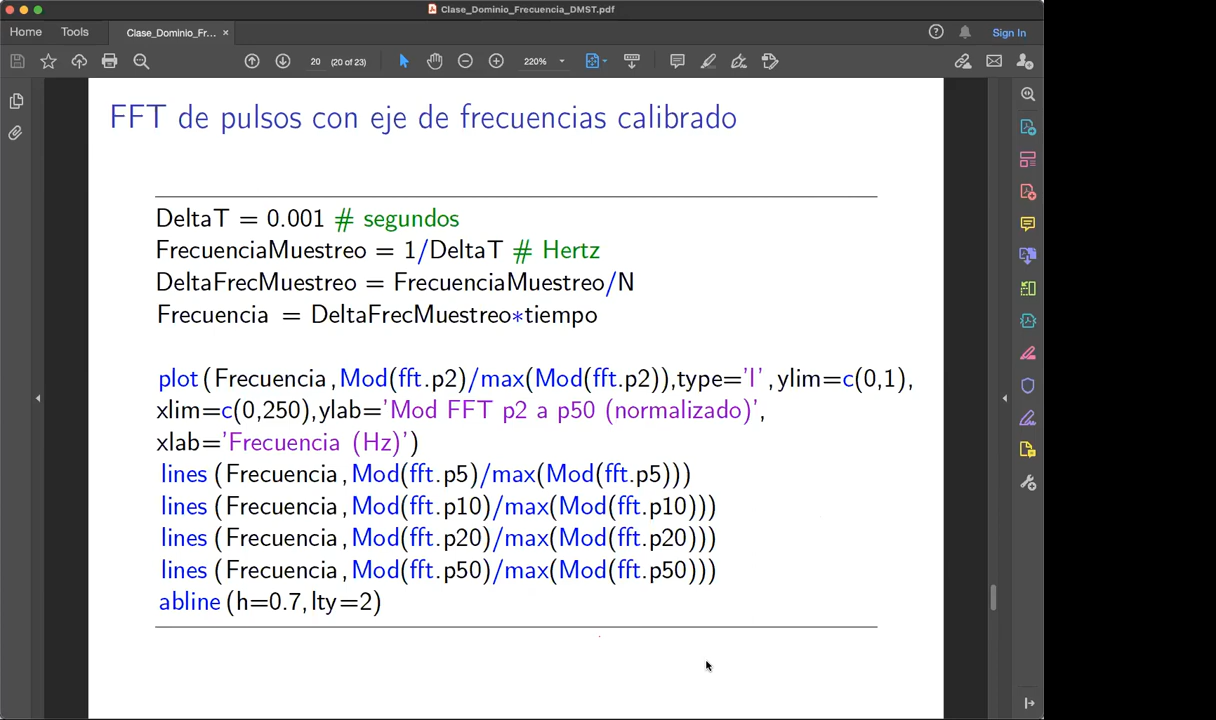 Clase_Dominio_Frecuencia_DMST.pdf
Home Tools Clase_Dominio_Fr... ×
Sign In
20 (20 of 23)
220%
FFT de pulsos con eje de frecuencias calibrado
DeltaT = 0.001 # segundos
FrecuenciaMuestreo = 1/DeltaT # Hertz
DeltaFrecMuestreo = FrecuenciaMuestreo/N
Frecuencia = DeltaFrecMuestreo*tiempo
plot(Frecuencia,Mod(fft.p2)/max(Mod(fft.p2)),type='l',ylim=c(0,1),
xlim=c(0,250),ylab='Mod FFT p2 a p50 (normalizado)',
xlab='Frecuencia (Hz)')
lines(Frecuencia,Mod(fft.p5)/max(Mod(fft.p5)))
lines(Frecuencia,Mod(fft.p10)/max(Mod(fft.p10)))
lines(Frecuencia,Mod(fft.p20)/max(Mod(fft.p20)))
lines(Frecuencia,Mod(fft.p50)/max(Mod(fft.p50)))
abline(h=0.7,lty=2)